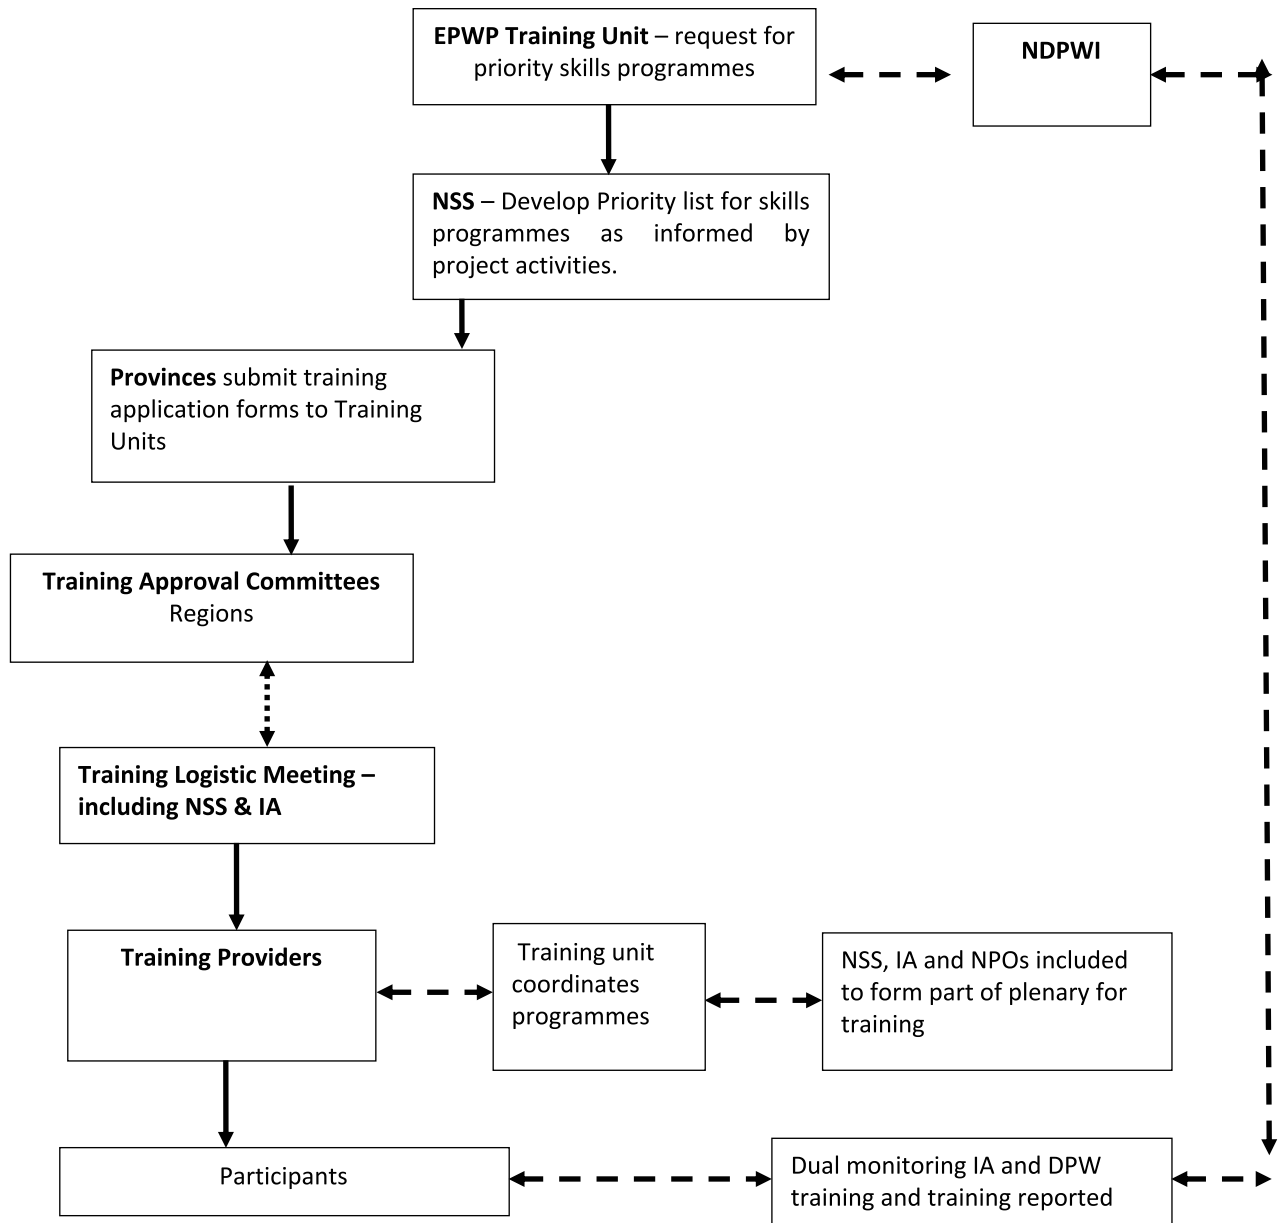 EPWP Training Unit – request for
priority skills programmes
NDPWI
NSS – Develop Priority list for skills
programmes as informed by
project activities.
Provinces submit training
application forms to Training
Units
Training Approval Committees
Regions
Training Logistic Meeting –
including NSS & IA
Training Providers
Training unit
coordinates
programmes
NSS, IA and NPOs included
to form part of plenary for
training
Participants
Dual monitoring IA and DPW
training and training reported